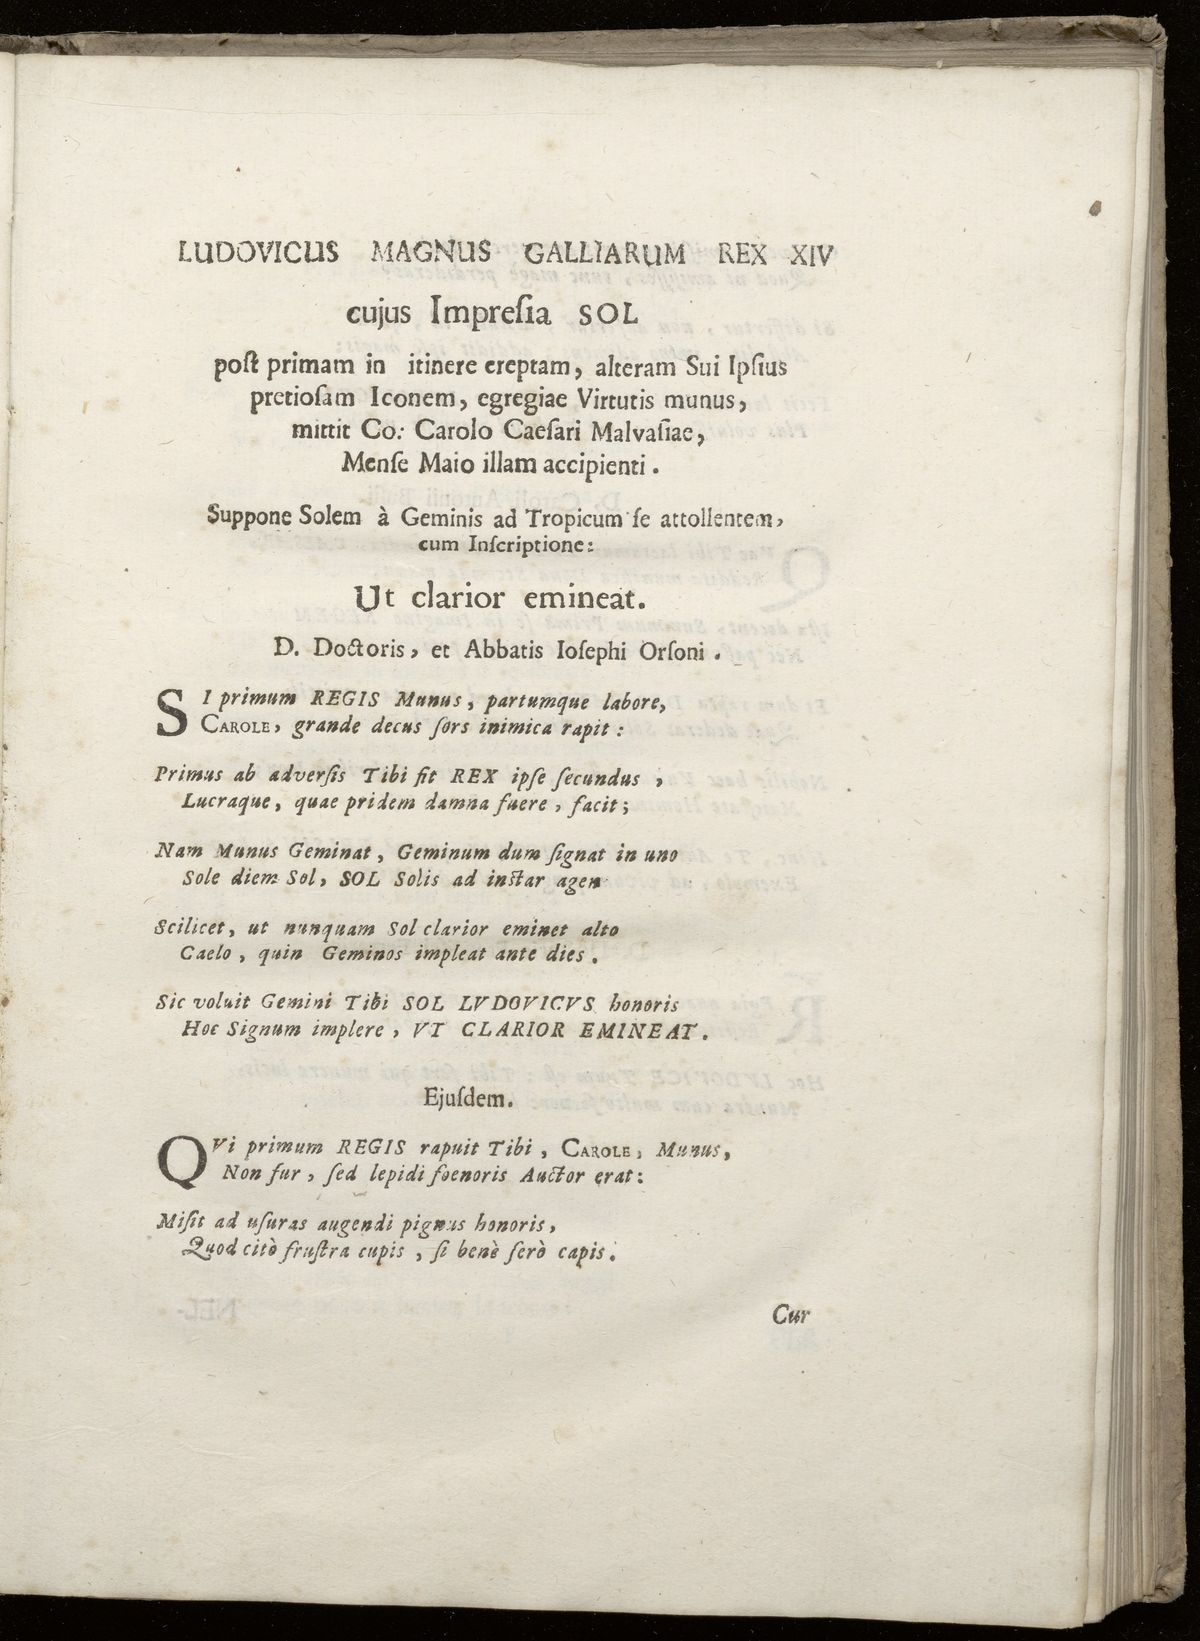 LUDOVICUS MAGNUS GALLIARUM REX XIV
cujus Impreſia SOL
poſt primam in itinere ereptam, alteram Sui Ipſius
pretioſam Iconem, egregiae Virtutis munus,
mittit Co: Carolo Caeſari Malvaſiae,
Menſe Maio illam accipienti.
Suppone Solem à Geminis ad Tropicum ſe attollentem,
cum Inſcriptione:
Ut clarior emineat.
D. Doctoris, et Abbatis Ioſephi Orſoni.
SI primum REGIS Munus, partumque labore,
CAROLE, grande decus ſors inimica rapit:
Primus ab adverſis Tibi fit REX ipſe ſecundus,
Lucraque, quae pridem damna fuere, facit;
Nam Munus Geminat, Geminum dum ſignat in uno
Sole diem Sol, SOL Solis ad inſtar agen
Scilicet, ut nunquam Sol clarior eminet alto
Caelo, quin Geminos impleat ante dies.
Sic voluit Gemini Tibi SOL LVDOVICVS honoris
Hoc Signum implere, VT CLARIOR EMINEAT.
Ejuſdem.
QVi primum REGIS rapuit Tibi, CAROLE, Munus,
Non fur, ſed lepidi foenoris Auctor erat:
Miſit ad uſuras augendi pignus honoris,
Quod citò fruſtra cupis, ſi benè ſerò capis.
Cur